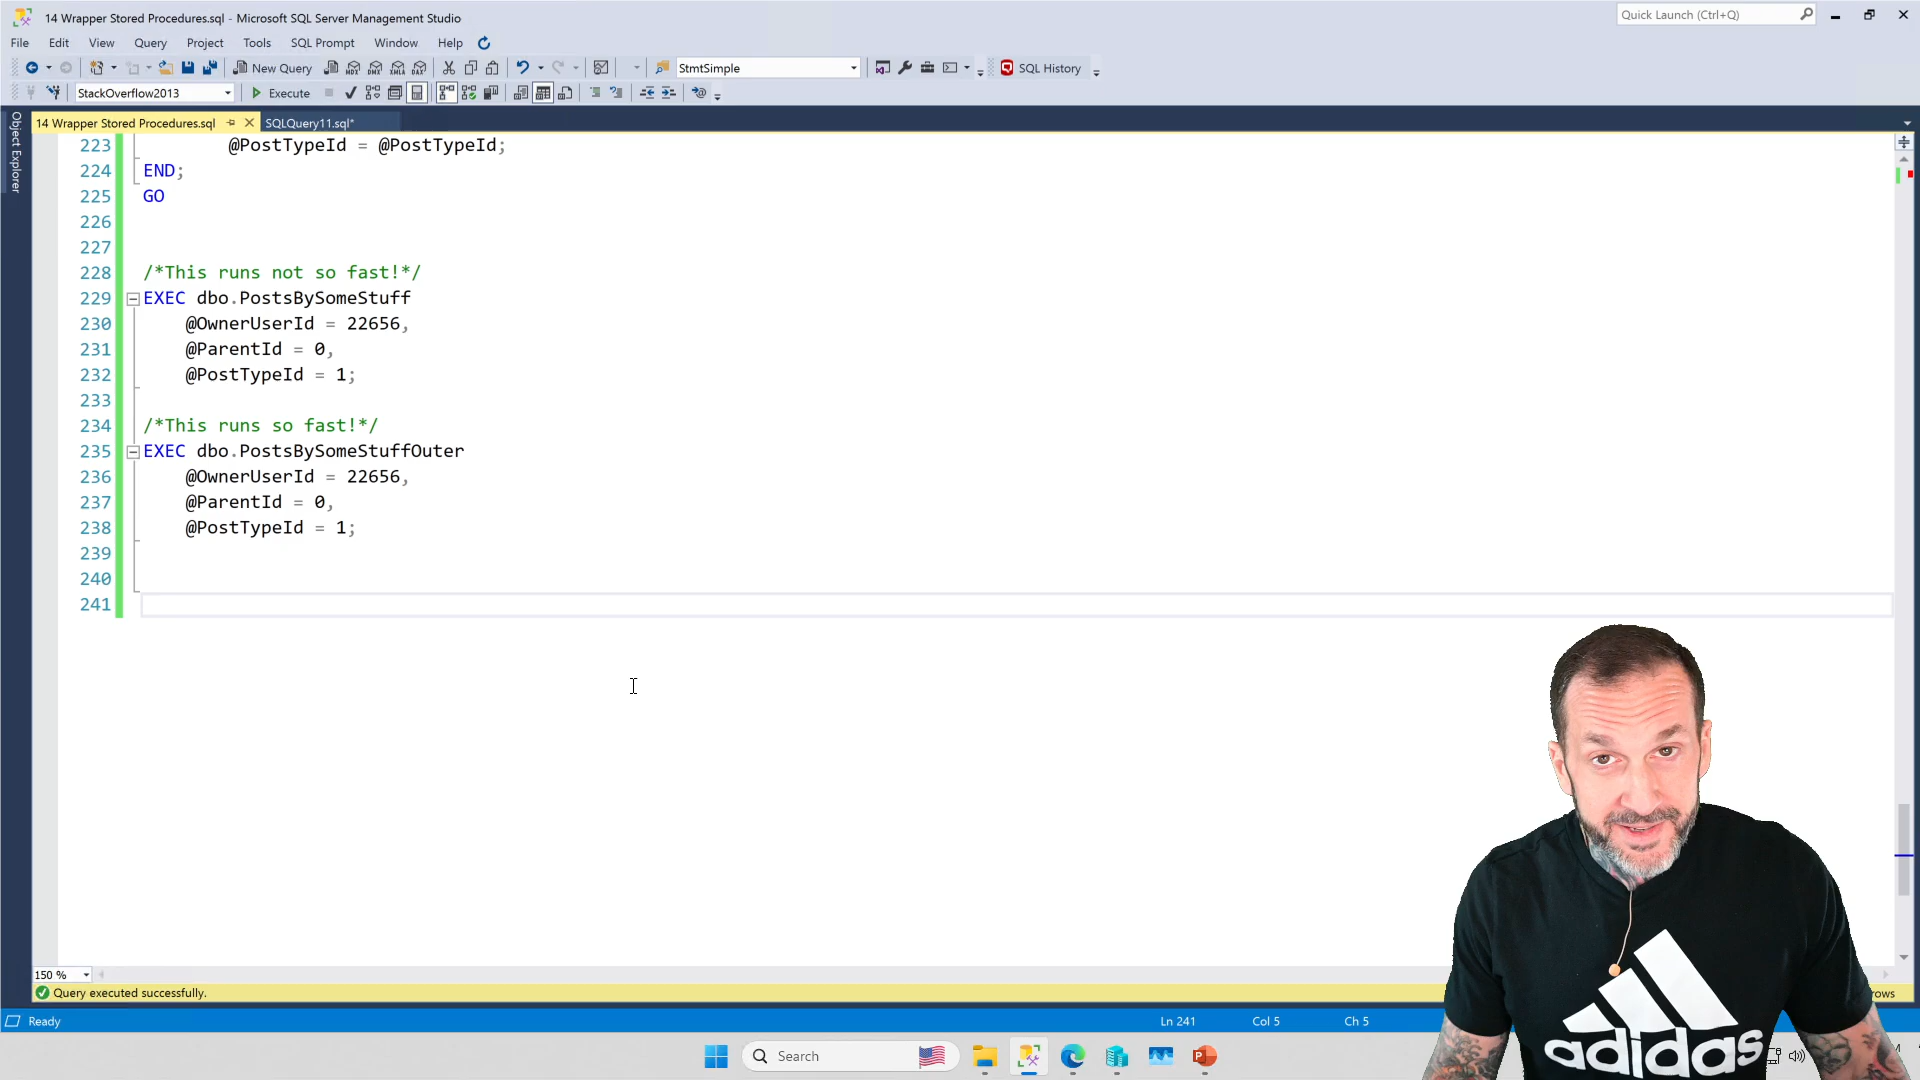 14 Wrapper Stored Procedures.sql - Microsoft SQL Server Management Studio
Quick Launch (Ctrl+Q)
File Edit View Query Project Tools SQL Prompt Window Help
New Query MDX DMX XMLA DAX StmtSimple SQL History
StackOverflow2013 Execute
Object Explorer
14 Wrapper Stored Procedures.sql SQLQuery11.sql*
223 @PostTypeId = @PostTypeId;
224 END;
225 GO
226
227
228 /*This runs not so fast!*/
229 EXEC dbo.PostsBySomeStuff
230 @OwnerUserId = 22656,
231 @ParentId = 0,
232 @PostTypeId = 1;
233
234 /*This runs so fast!*/
235 EXEC dbo.PostsBySomeStuffOuter
236 @OwnerUserId = 22656,
237 @ParentId = 0,
238 @PostTypeId = 1;
239
240
241
150 %
Query executed successfully. rows
Ready Ln 241 Col 5 Ch 5
Search
adidas